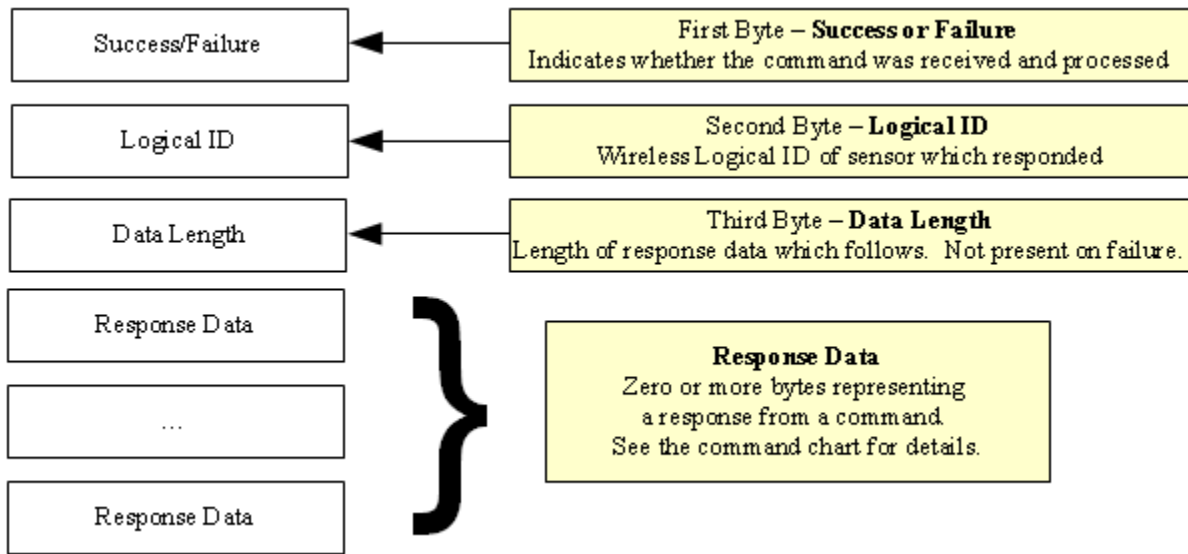 Success/Failure
First Byte – Success or Failure
Indicates whether the command was received and processed
Logical ID
Second Byte – Logical ID
Wireless Logical ID of sensor which responded
Data Length
Third Byte – Data Length
Length of response data which follows. Not present on failure.
Response Data
...
Response Data
Response Data
Zero or more bytes representing
a response from a command.
See the command chart for details.